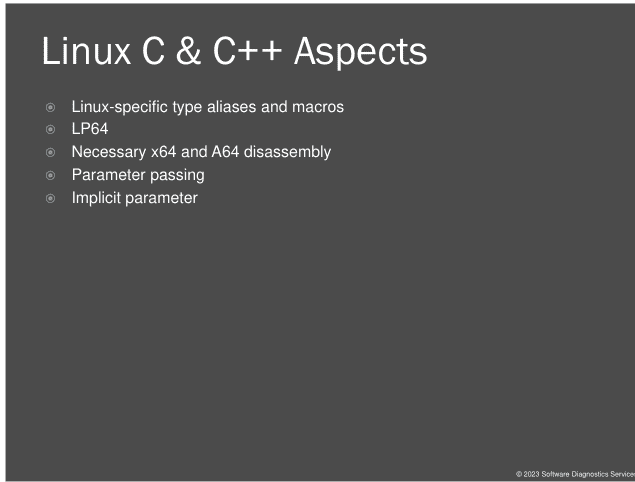 Linux C & C++ Aspects
Linux-specific type aliases and macros
LP64
Necessary x64 and A64 disassembly
Parameter passing
Implicit parameter
© 2023 Software Diagnostics Services